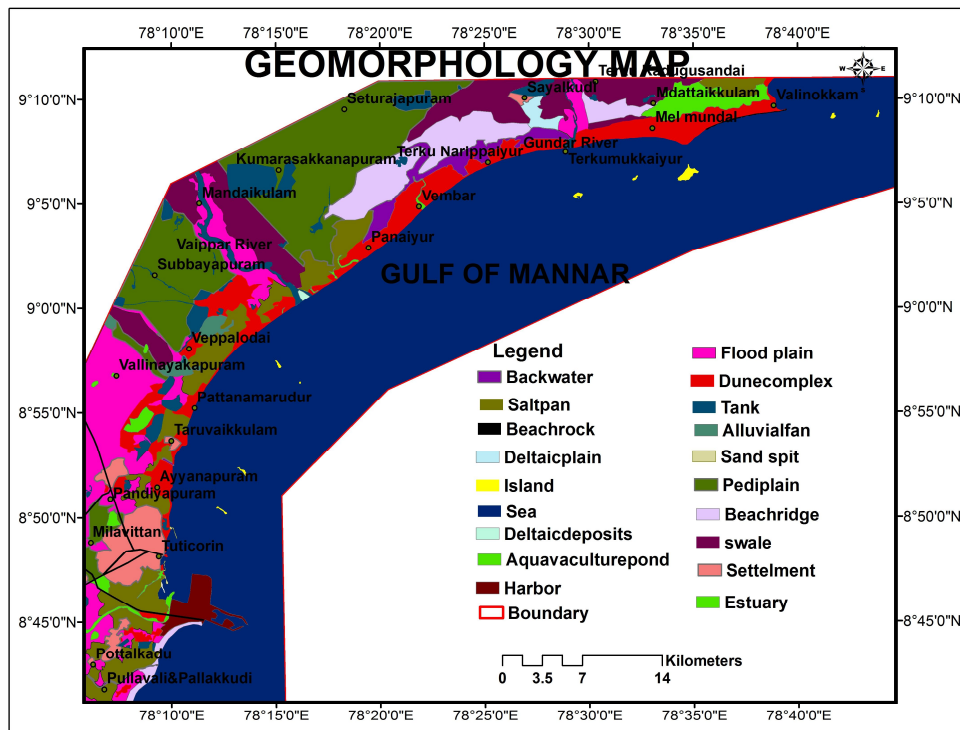 78°10'0"E 78°15'0"E 78°20'0"E 78°25'0"E 78°30'0"E 78°35'0"E 78°40'0"E
GEOMORPHOLOGY MAP
W E
S
9°10'0"N
9°5'0"N
9°0'0"N
8°55'0"N
8°50'0"N
8°45'0"N
9°10'0"N
9°5'0"N
9°0'0"N
8°55'0"N
8°50'0"N
8°45'0"N
Sayalkudi
Mdattaikkulam
Valinokkam
Seturajapuram
Mel mundal
Gundar River
Terku Narippaiyur
Terkumukkaiyur
Kumarasakkanapuram
Mandaikulam
Vembar
Vaippar River
Panaiyur
Subbayapuram
GULF OF MANNAR
Veppalodai
Vallinayakapuram
Pattanamarudur
Taruvaikkulam
Ayyanapuram
Pandiyapuram
Milavittan
Tuticorin
Pottalkadu
Pullavali&Pallakkudi
Legend
Backwater
Saltpan
Beachrock
Deltaicplain
Island
Sea
Deltaicdeposits
Aquavaculturepond
Harbor
Boundary
Flood plain
Dunecomplex
Tank
Alluvialfan
Sand spit
Pediplain
Beachridge
swale
Settelment
Estuary
Kilometers
0 3.5 7 14
78°10'0"E 78°15'0"E 78°20'0"E 78°25'0"E 78°30'0"E 78°35'0"E 78°40'0"E